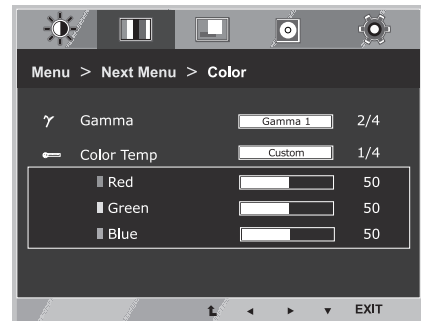 Menu > Next Menu > Color
γ Gamma Gamma 1 2/4
Color Temp Custom 1/4
Red 50
Green 50
Blue 50
EXIT